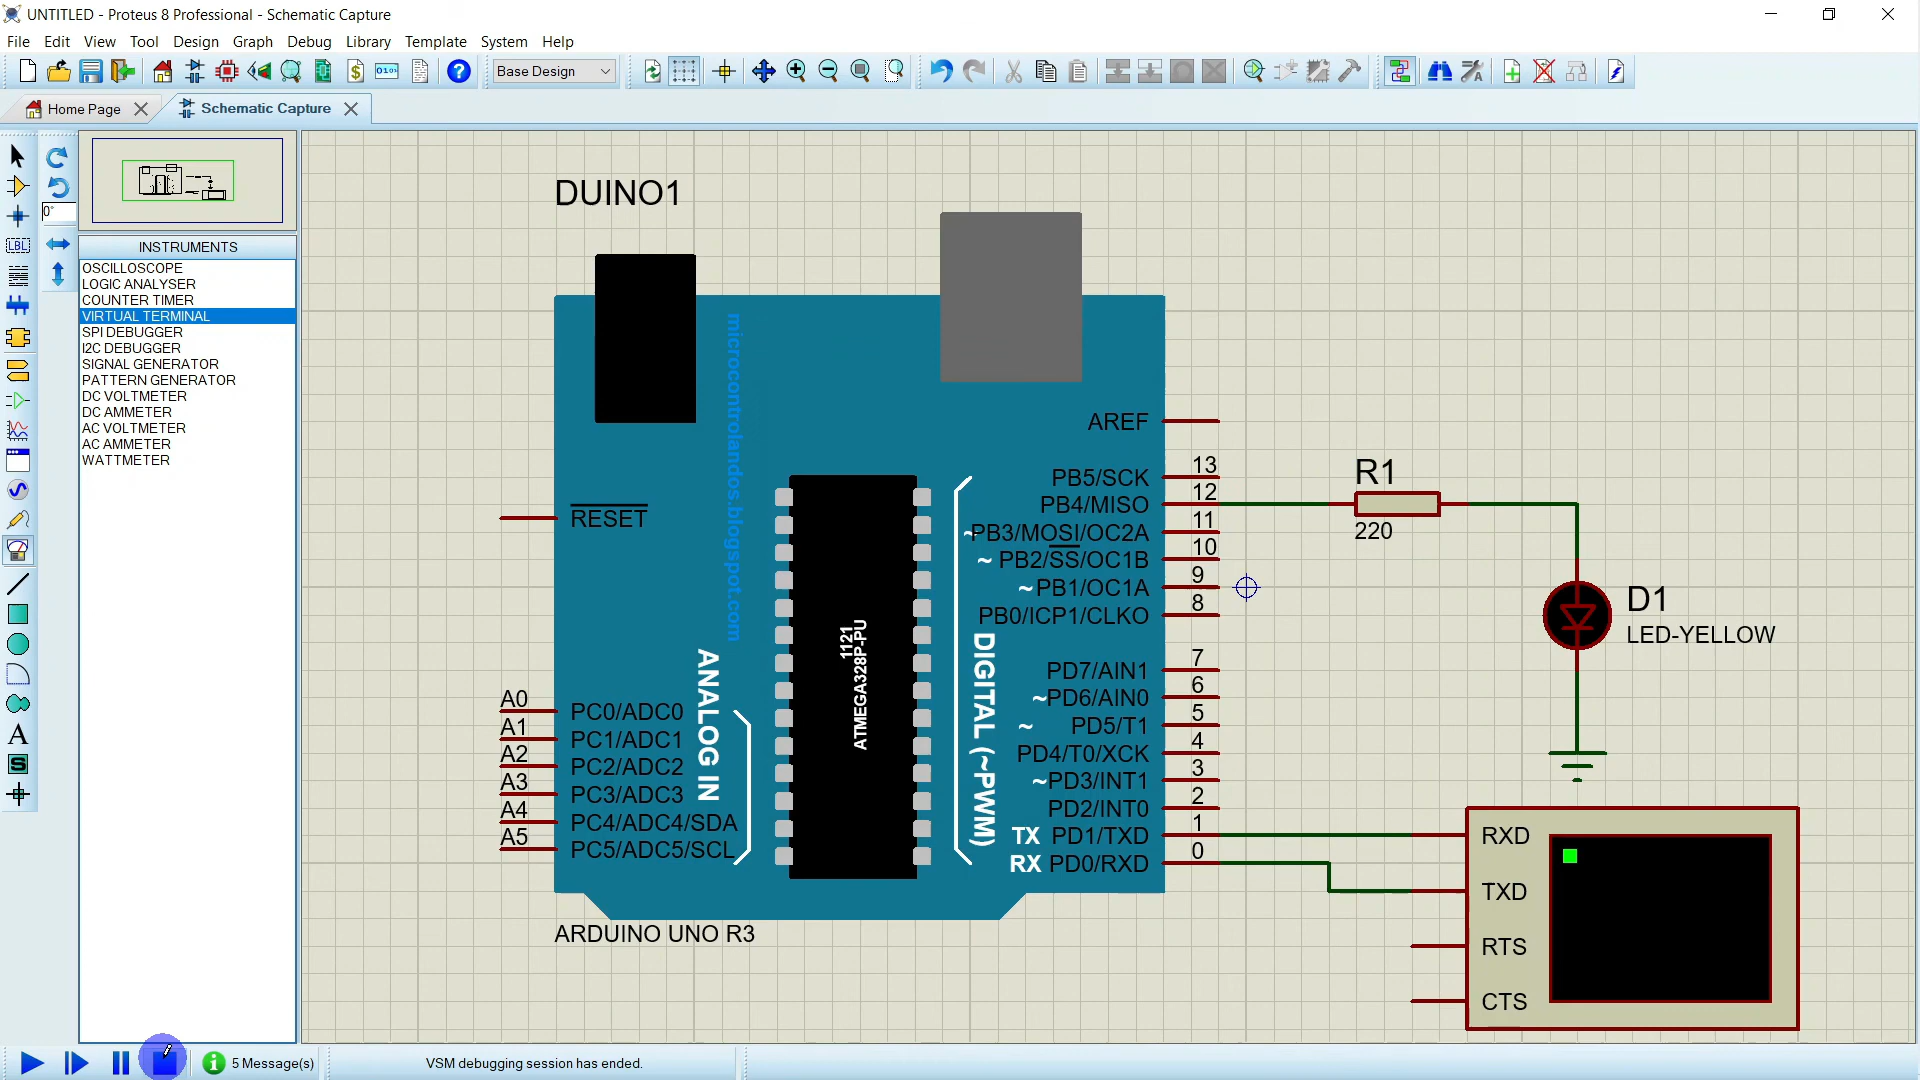 UNTITLED - Proteus 8 Professional - Schematic Capture
File Edit View Tool Design Graph Debug Library Template System Help
Base Design
Home Page
Schematic Capture
LBL
0°
INSTRUMENTS
OSCILLOSCOPE
LOGIC ANALYSER
COUNTER TIMER
VIRTUAL TERMINAL
SPI DEBUGGER
I2C DEBUGGER
SIGNAL GENERATOR
PATTERN GENERATOR
DC VOLTMETER
DC AMMETER
AC VOLTMETER
AC AMMETER
WATTMETER
A
S
DUINO1
microcontrolandos.blogspot.com
RESET
ANALOG IN
A0 PC0/ADC0
A1 PC1/ADC1
A2 PC2/ADC2
A3 PC3/ADC3
A4 PC4/ADC4/SDA
A5 PC5/ADC5/SCL
1121
ATMEGA328P-PU
DIGITAL (~PWM)
AREF
PB5/SCK 13
PB4/MISO 12
~PB3/MOSI/OC2A 11
~ PB2/SS/OC1B 10
~PB1/OC1A 9
PB0/ICP1/CLKO 8
PD7/AIN1 7
~PD6/AIN0 6
~ PD5/T1 5
PD4/T0/XCK 4
~PD3/INT1 3
PD2/INT0 2
TX PD1/TXD 1
RX PD0/RXD 0
ARDUINO UNO R3
R1
220
D1
LED-YELLOW
RXD
TXD
RTS
CTS
5 Message(s)
VSM debugging session has ended.